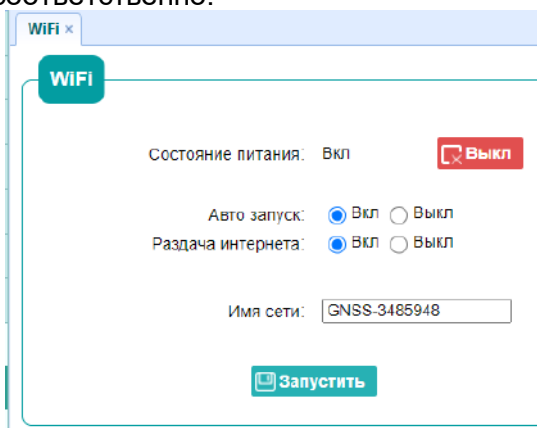 соответственно.
WiFi ×
WiFi
Состояние питания: Вкл Выкл
Авто запуск: Вкл Выкл
Раздача интернета: Вкл Выкл
Имя сети: GNSS-3485948
Запустить